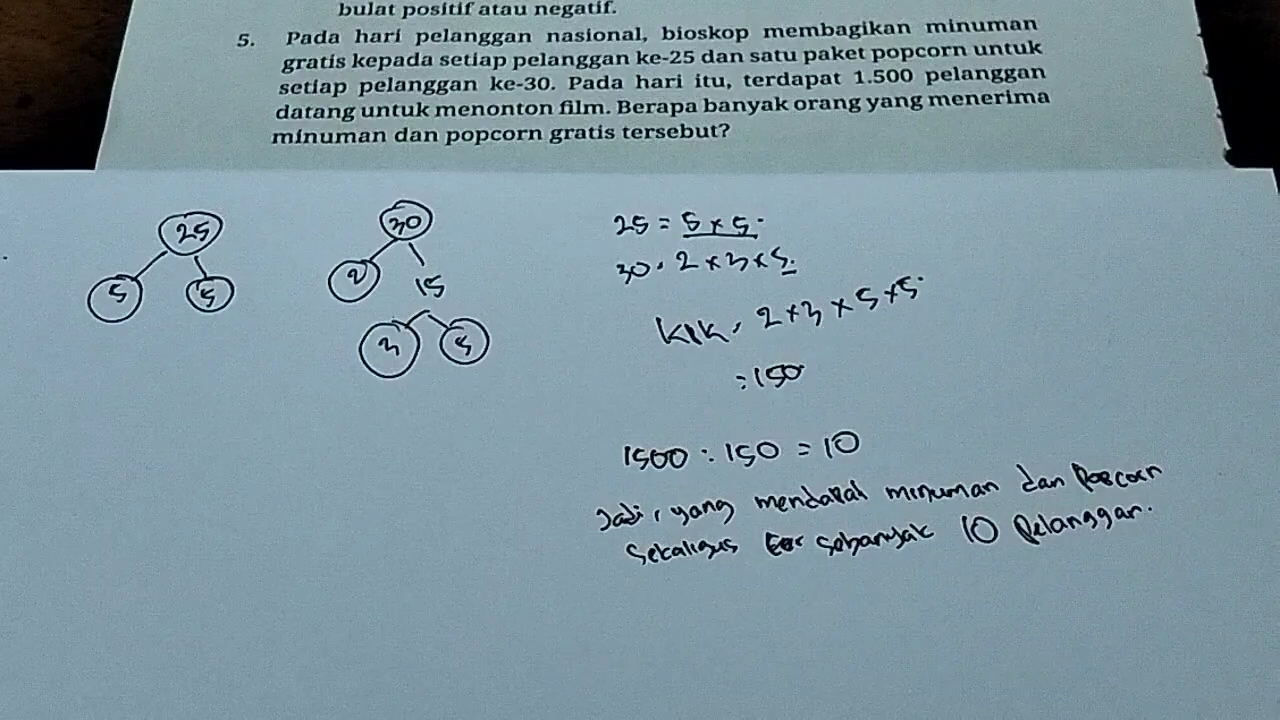 bulat positif atau negatif.
5. Pada hari pelanggan nasional, bioskop membagikan minuman
gratis kepada setiap pelanggan ke-25 dan satu paket popcorn untuk
setiap pelanggan ke-30. Pada hari itu, terdapat 1.500 pelanggan
datang untuk menonton film. Berapa banyak orang yang menerima
minuman dan popcorn gratis tersebut?
25
5 5
30
2 15
3 5
25 = 5 x 5
30 = 2 x 3 x 5
KPK = 2 x 3 x 5 x 5
= 150
1500 : 150 = 10
Jadi, yang mendapat minuman dan Popcorn
sekaligus sebanyak 10 Pelanggan.